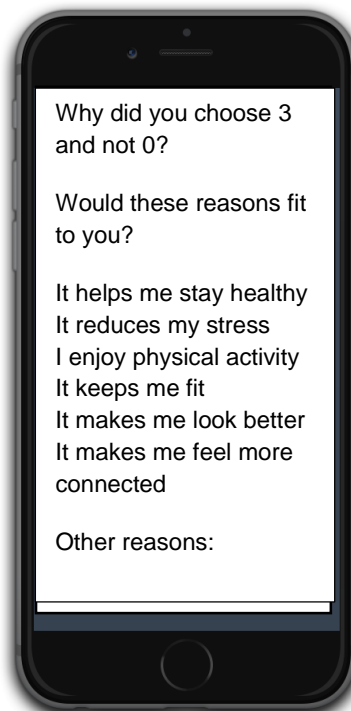 Why did you choose 3
and not 0?
Would these reasons fit
to you?
It helps me stay healthy
It reduces my stress
I enjoy physical activity
It keeps me fit
It makes me look better
It makes me feel more
connected
Other reasons: